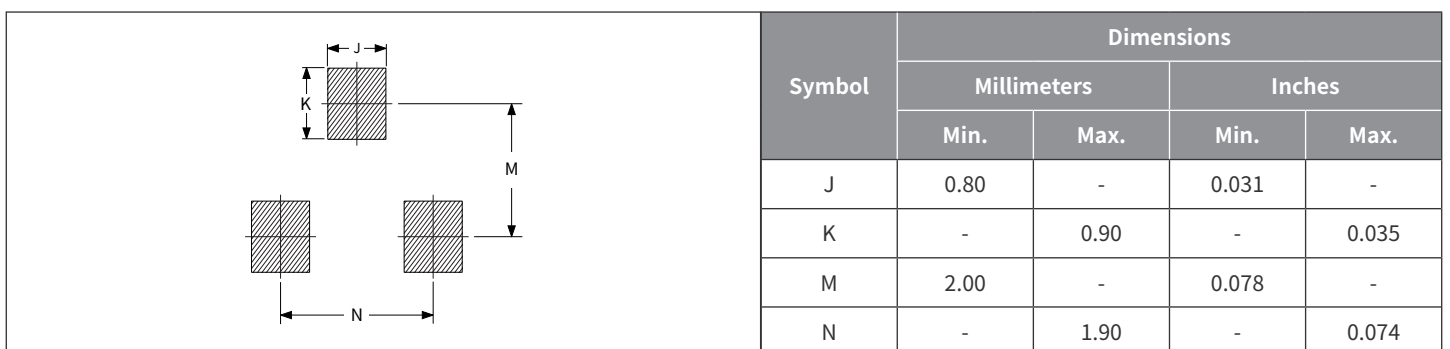 J
K
M
N
Dimensions
Symbol Millimeters Inches
Min. Max. Min. Max.
J 0.80 - 0.031 -
K - 0.90 - 0.035
M 2.00 - 0.078 -
N - 1.90 - 0.074